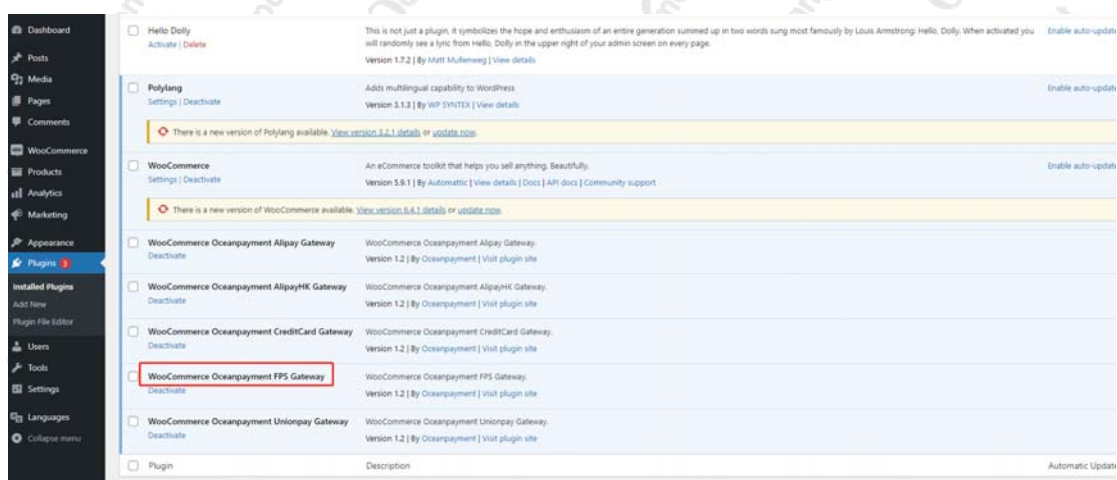 Dashboard
Posts
Media
Pages
Comments
WooCommerce
Products
Analytics
Marketing
Appearance
Plugins 3
Installed Plugins
Add New
Plugin File Editor
Users
Tools
Settings
Languages
Collapse menu
Hello Dolly
Activate | Delete
This is not just a plugin, it symbolizes the hope and enthusiasm of an entire generation summed up in two words sung most famously by Louis Armstrong: Hello, Dolly. When activated you
will randomly see a lyric from Hello, Dolly in the upper right of your admin screen on every page.
Version 1.7.2 | By Matt Mullenweg | View details
Enable auto-update
Polylang
Settings | Deactivate
Adds multilingual capability to WordPress
Version 3.1.3 | By WP SYNTEX | View details
Enable auto-update
There is a new version of Polylang available. View version 3.2.1 details or update now.
WooCommerce
Settings | Deactivate
An eCommerce toolkit that helps you sell anything. Beautifully.
Version 5.9.1 | By Automattic | View details | Docs | API docs | Community support
Enable auto-update
There is a new version of WooCommerce available. View version 6.4.1 details or update now.
WooCommerce Oceanpayment Alipay Gateway
Deactivate
WooCommerce Oceanpayment Alipay Gateway.
Version 1.2 | By Oceanpayment | Visit plugin site
WooCommerce Oceanpayment AlipayHK Gateway
Deactivate
WooCommerce Oceanpayment AlipayHK Gateway.
Version 1.2 | By Oceanpayment | Visit plugin site
WooCommerce Oceanpayment CreditCard Gateway
Deactivate
WooCommerce Oceanpayment CreditCard Gateway.
Version 1.2 | By Oceanpayment | Visit plugin site
WooCommerce Oceanpayment FPS Gateway
Deactivate
WooCommerce Oceanpayment FPS Gateway.
Version 1.2 | By Oceanpayment | Visit plugin site
WooCommerce Oceanpayment Unionpay Gateway
Deactivate
WooCommerce Oceanpayment Unionpay Gateway.
Version 1.2 | By Oceanpayment | Visit plugin site
Plugin
Description
Automatic Update